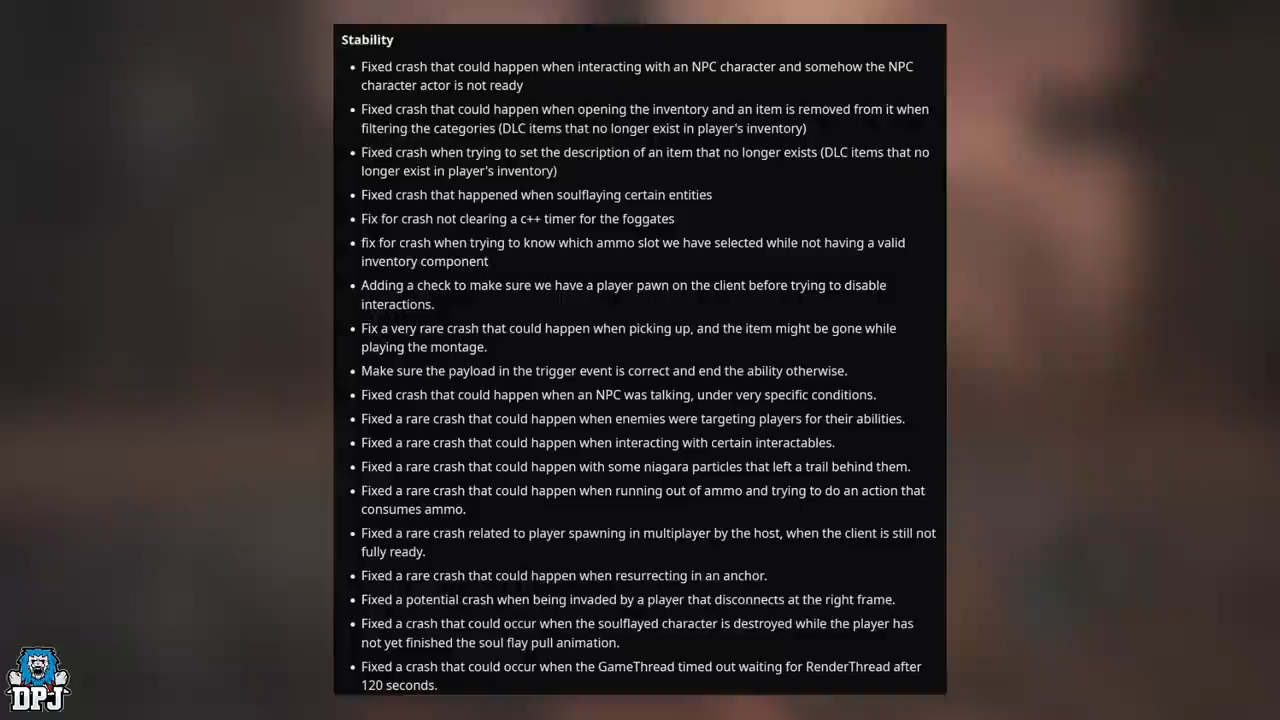 Stability
• Fixed crash that could happen when interacting with an NPC character and somehow the NPC
character actor is not ready
• Fixed crash that could happen when opening the inventory and an item is removed from it when
filtering the categories (DLC items that no longer exist in player's inventory)
• Fixed crash when trying to set the description of an item that no longer exists (DLC items that no
longer exist in player's inventory)
• Fixed crash that happened when soulflaying certain entities
• Fix for crash not clearing a c++ timer for the foggates
• fix for crash when trying to know which ammo slot we have selected while not having a valid
inventory component
• Adding a check to make sure we have a player pawn on the client before trying to disable
interactions.
• Fix a very rare crash that could happen when picking up, and the item might be gone while
playing the montage.
• Make sure the payload in the trigger event is correct and end the ability otherwise.
• Fixed crash that could happen when an NPC was talking, under very specific conditions.
• Fixed a rare crash that could happen when enemies were targeting players for their abilities.
• Fixed a rare crash that could happen when interacting with certain interactables.
• Fixed a rare crash that could happen with some niagara particles that left a trail behind them.
• Fixed a rare crash that could happen when running out of ammo and trying to do an action that
consumes ammo.
• Fixed a rare crash related to player spawning in multiplayer by the host, when the client is still not
fully ready.
• Fixed a rare crash that could happen when resurrecting in an anchor.
• Fixed a potential crash when being invaded by a player that disconnects at the right frame.
• Fixed a crash that could occur when the soulflayed character is destroyed while the player has
not yet finished the soul flay pull animation.
• Fixed a crash that could occur when the GameThread timed out waiting for RenderThread after
120 seconds.
DPJ